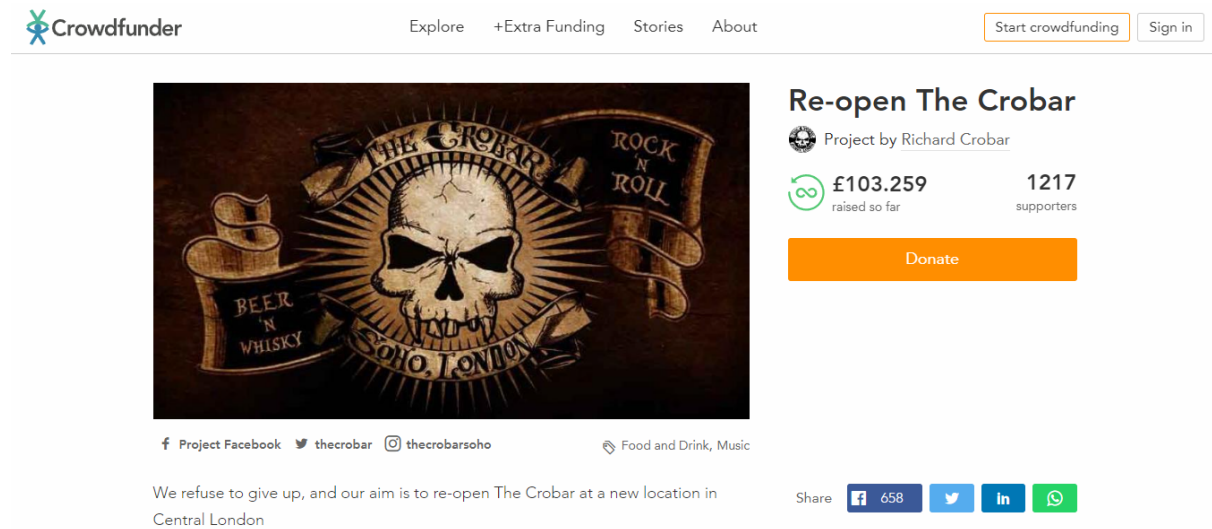 Crowdfunder
Explore +Extra Funding Stories About
Start crowdfunding Sign in
THE CROBAR
ROCK
'N
ROLL
BEER
'N
WHISKY
SOHO, LONDON
Project Facebook thecrobar thecrobarsoho
Food and Drink, Music
We refuse to give up, and our aim is to re-open The Crobar at a new location in
Central London
Re-open The Crobar
Project by Richard Crobar
£103.259 1217
raised so far supporters
Donate
Share 658